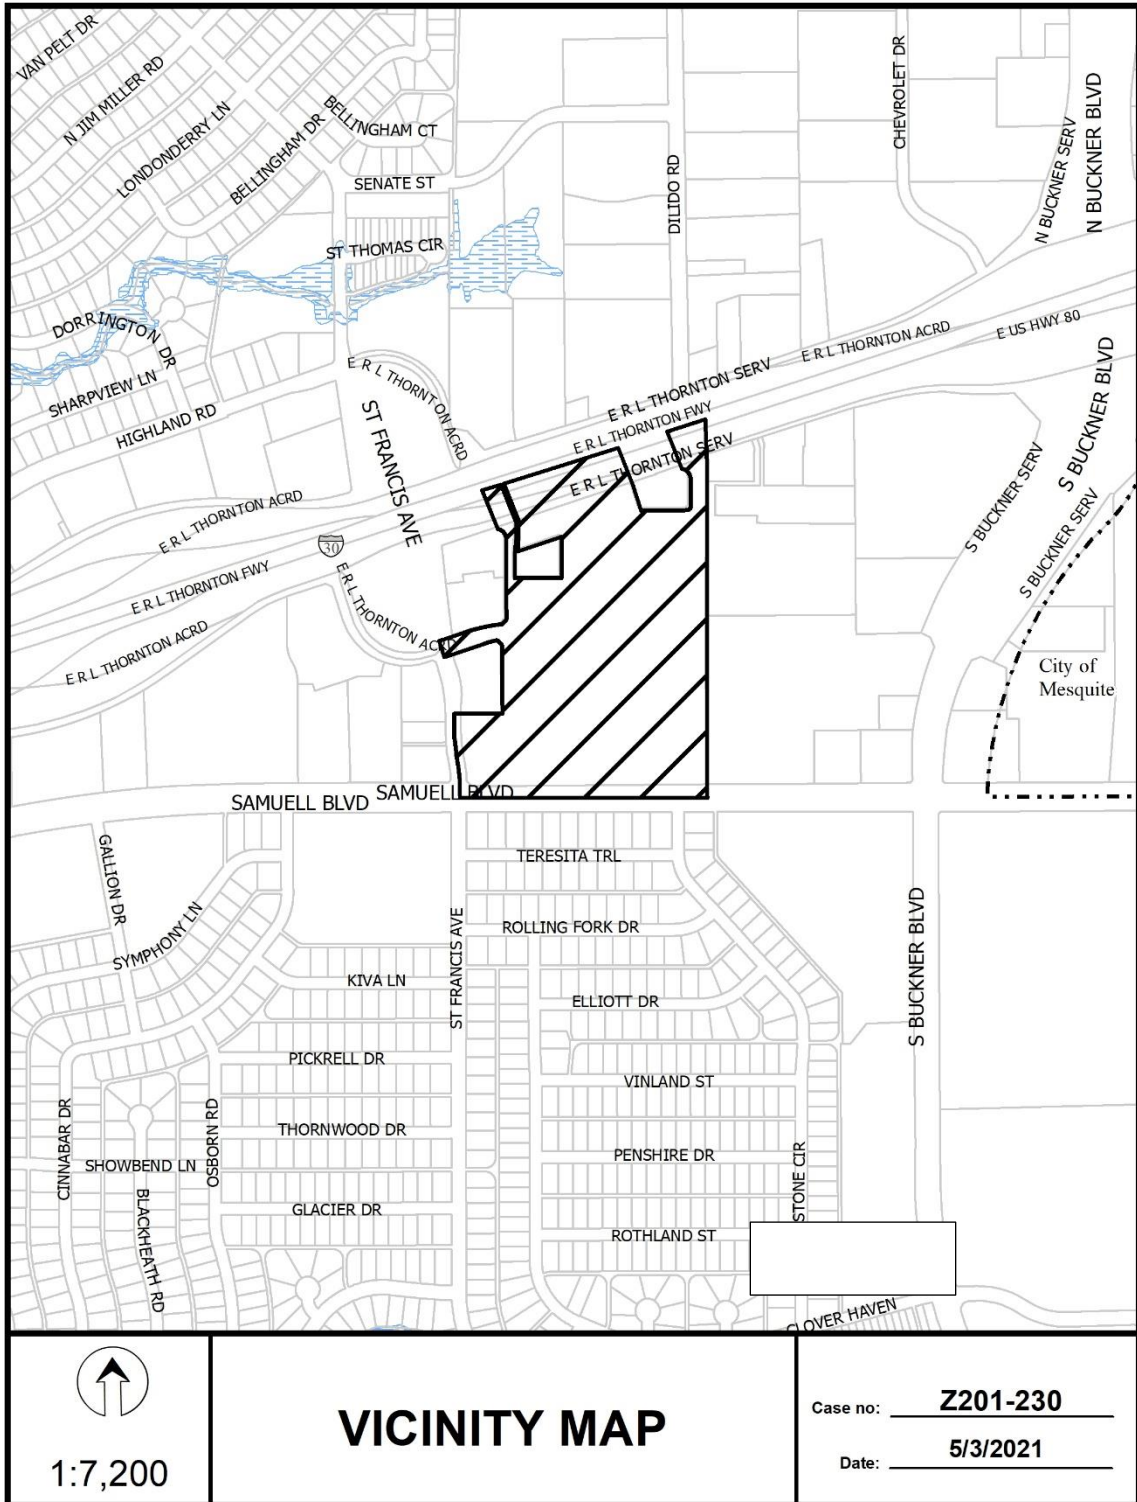 VAN PELT DR
N JIM MILLER RD
LONDONDERRY LN
BELLINGHAM DR
BELLINGHAM CT
SENATE ST
ST THOMAS CIR
DILIDO RD
CHEVROLET DR
N BUCKNER SERV
N BUCKNER BLVD
DORRINGTON DR
SHARPVIEW LN
HIGHLAND RD
E R L THORNTON ACRD
ST FRANCIS AVE
E R L THORNTON SERV
E R L THORNTON FWY
E R L THORNTON SERV
E R L THORNTON ACRD
E US HWY 80
S BUCKNER BLVD
S BUCKNER SERV
S BUCKNER SERV
E R L THORNTON ACRD
30
E R L THORNTON FWY
E R L THORNTON ACRD
E R L THORNTON ACRD
City of
Mesquite
SAMUELL BLVD
SAMUELL BLVD
GALLION DR
SYMPHONY LN
TERESITA TRL
ROLLING FORK DR
ST FRANCIS AVE
KIVA LN
ELLIOTT DR
S BUCKNER BLVD
PICKRELL DR
VINLAND ST
CINNABAR DR
OSBORN RD
THORNWOOD DR
PENSHIRE DR
SHOWBEND LN
BLACKHEATH RD
GLACIER DR
ROTHLAND ST
STONE CIR
CLOVER HAVEN
1:7,200
VICINITY MAP
Case no: Z201-230
Date: 5/3/2021